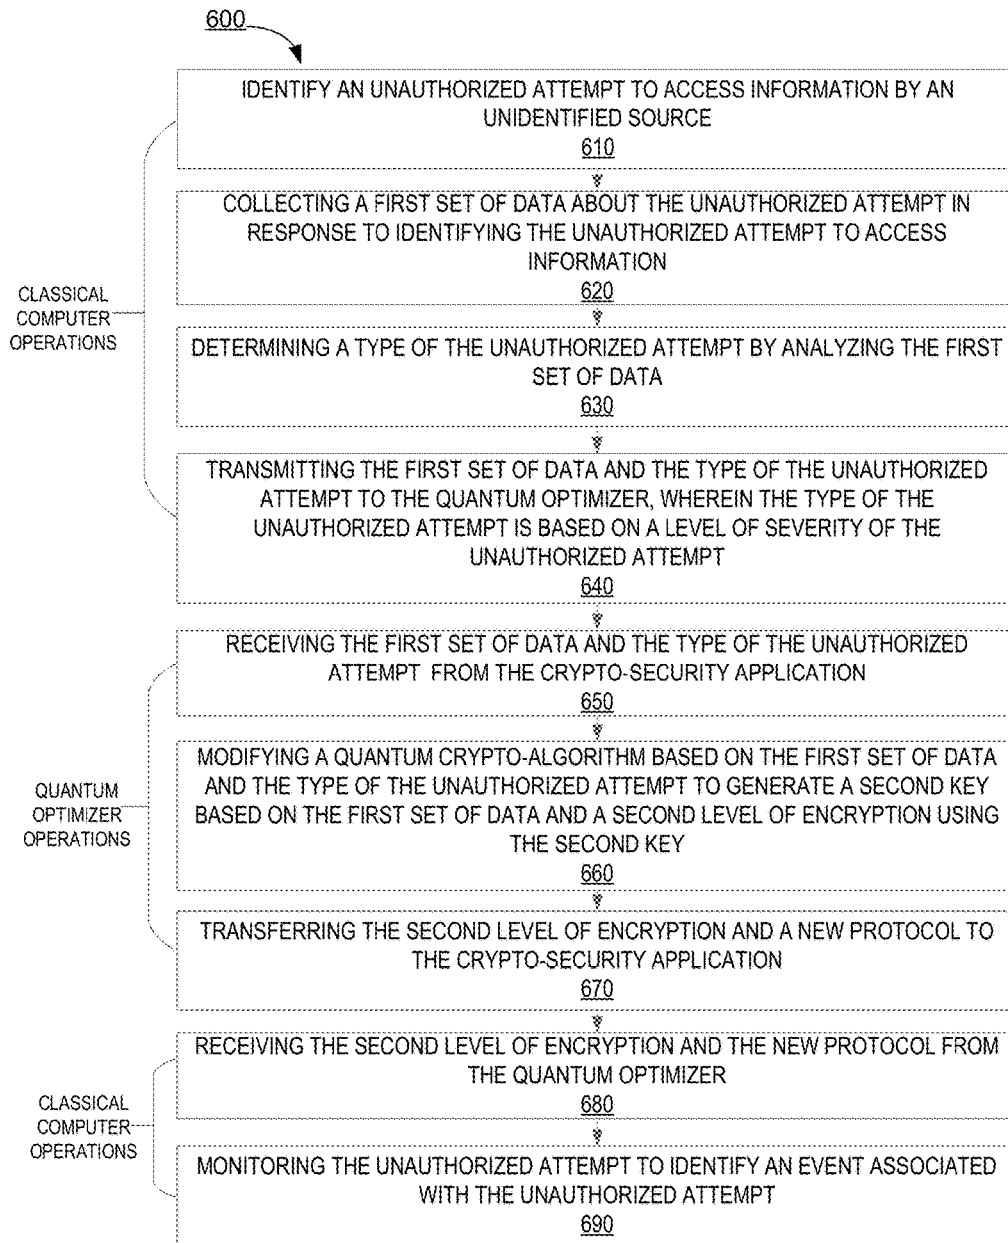 600
IDENTIFY AN UNAUTHORIZED ATTEMPT TO ACCESS INFORMATION BY AN
UNIDENTIFIED SOURCE
610
COLLECTING A FIRST SET OF DATA ABOUT THE UNAUTHORIZED ATTEMPT IN
RESPONSE TO IDENTIFYING THE UNAUTHORIZED ATTEMPT TO ACCESS
INFORMATION
620
CLASSICAL
COMPUTER
OPERATIONS
DETERMINING A TYPE OF THE UNAUTHORIZED ATTEMPT BY ANALYZING THE FIRST
SET OF DATA
630
TRANSMITTING THE FIRST SET OF DATA AND THE TYPE OF THE UNAUTHORIZED
ATTEMPT TO THE QUANTUM OPTIMIZER, WHEREIN THE TYPE OF THE
UNAUTHORIZED ATTEMPT IS BASED ON A LEVEL OF SEVERITY OF THE
UNAUTHORIZED ATTEMPT
640
RECEIVING THE FIRST SET OF DATA AND THE TYPE OF THE UNAUTHORIZED
ATTEMPT FROM THE CRYPTO-SECURITY APPLICATION
650
QUANTUM
OPTIMIZER
OPERATIONS
MODIFYING A QUANTUM CRYPTO-ALGORITHM BASED ON THE FIRST SET OF DATA
AND THE TYPE OF THE UNAUTHORIZED ATTEMPT TO GENERATE A SECOND KEY
BASED ON THE FIRST SET OF DATA AND A SECOND LEVEL OF ENCRYPTION USING
THE SECOND KEY
660
TRANSFERRING THE SECOND LEVEL OF ENCRYPTION AND A NEW PROTOCOL TO
THE CRYPTO-SECURITY APPLICATION
670
RECEIVING THE SECOND LEVEL OF ENCRYPTION AND THE NEW PROTOCOL FROM
THE QUANTUM OPTIMIZER
680
CLASSICAL
COMPUTER
OPERATIONS
MONITORING THE UNAUTHORIZED ATTEMPT TO IDENTIFY AN EVENT ASSOCIATED
WITH THE UNAUTHORIZED ATTEMPT
690